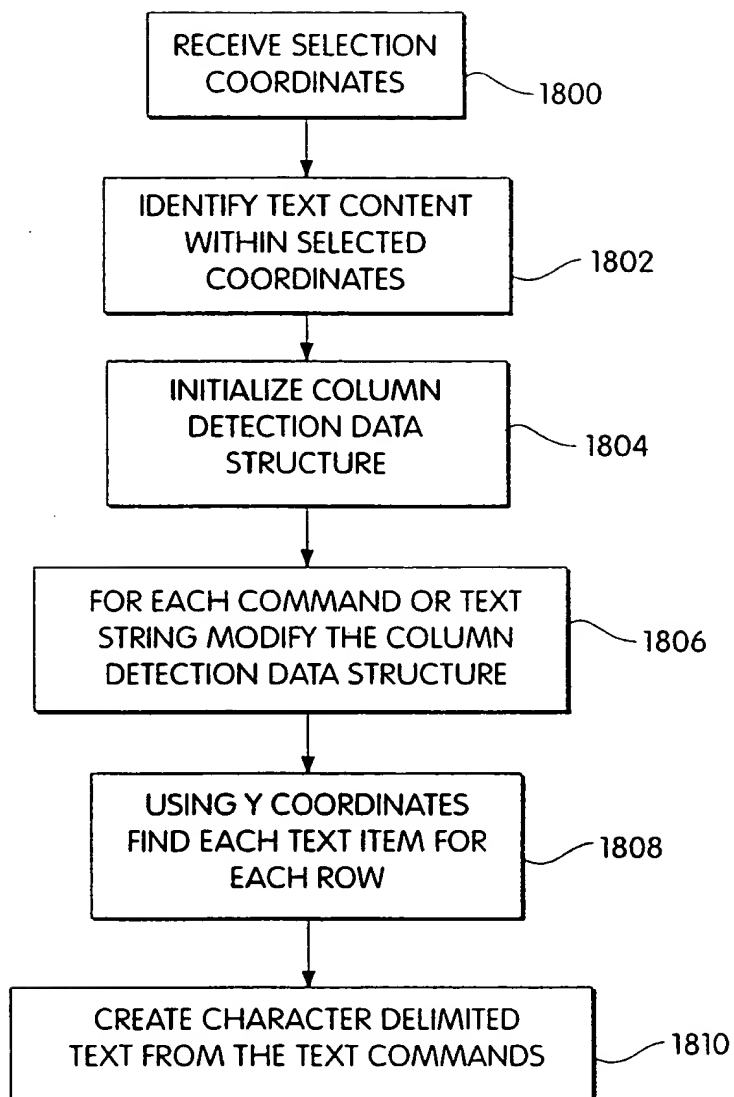 RECEIVE SELECTION
COORDINATES
1800
IDENTIFY TEXT CONTENT
WITHIN SELECTED
COORDINATES
1802
INITIALIZE COLUMN
DETECTION DATA
STRUCTURE
1804
FOR EACH COMMAND OR TEXT
STRING MODIFY THE COLUMN
DETECTION DATA STRUCTURE
1806
USING Y COORDINATES
FIND EACH TEXT ITEM FOR
EACH ROW
1808
CREATE CHARACTER DELIMITED
TEXT FROM THE TEXT COMMANDS
1810